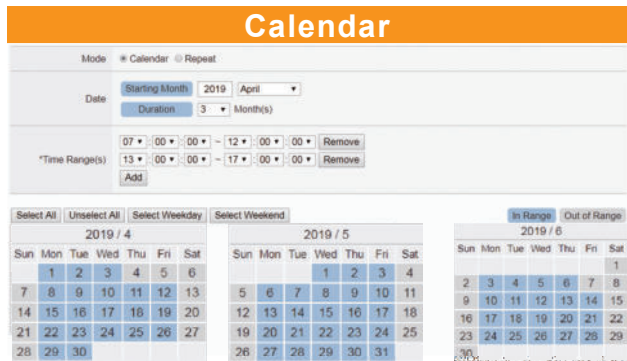 Calendar
Mode Calendar Repeat
Date Starting Month 2019 April
Duration 3 Month(s)
*Time Range(s) 07 : 00 : 00 ~ 12 : 00 : 00 Remove
13 : 00 : 00 ~ 17 : 00 : 00 Remove
Add
Select All Unselect All Select Weekday Select Weekend In Range Out of Range
2019 / 4
Sun Mon Tue Wed Thu Fri Sat
1 2 3 4 5 6
7 8 9 10 11 12 13
14 15 16 17 18 19 20
21 22 23 24 25 26 27
28 29 30
2019 / 5
Sun Mon Tue Wed Thu Fri Sat
1 2 3 4
5 6 7 8 9 10 11
12 13 14 15 16 17 18
19 20 21 22 23 24 25
26 27 28 29 30 31
2019 / 6
Sun Mon Tue Wed Thu Fri Sat
1
2 3 4 5 6 7 8
9 10 11 12 13 14 15
16 17 18 19 20 21 22
23 24 25 26 27 28 29
30